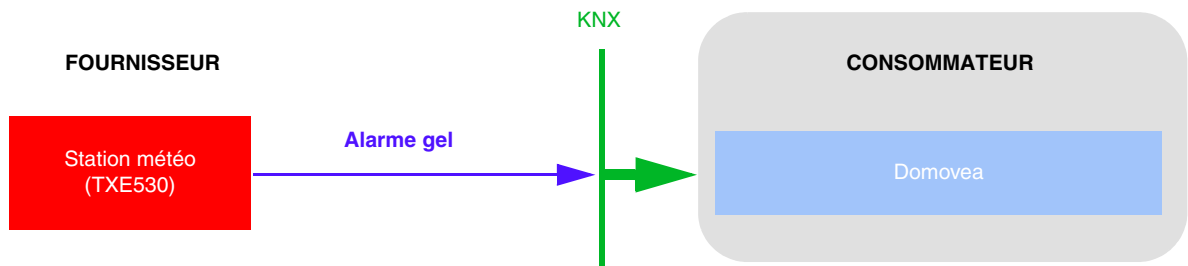 KNX
FOURNISSEUR
CONSOMMATEUR
Alarme gel
Station météo
(TXE530)
Domovea